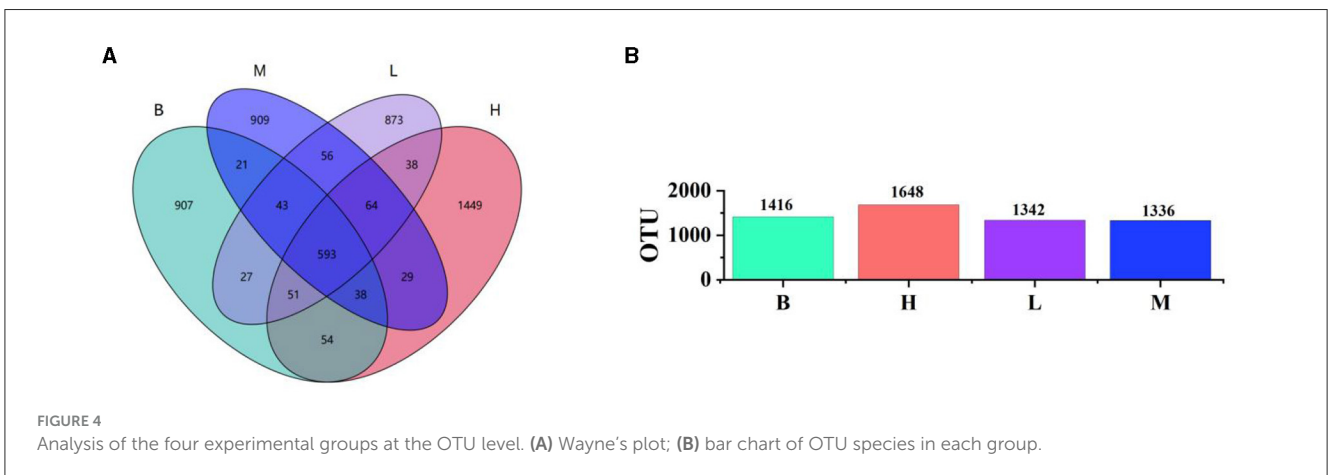 A
B
M
L
B
H
909
873
21
56
38
907
43
64
1449
593
27
29
51
38
54
2000
1000
0
OTU
1416
1648
1342
1336
B H L M
FIGURE 4
Analysis of the four experimental groups at the OTU level. (A) Wayne's plot; (B) bar chart of OTU species in each group.